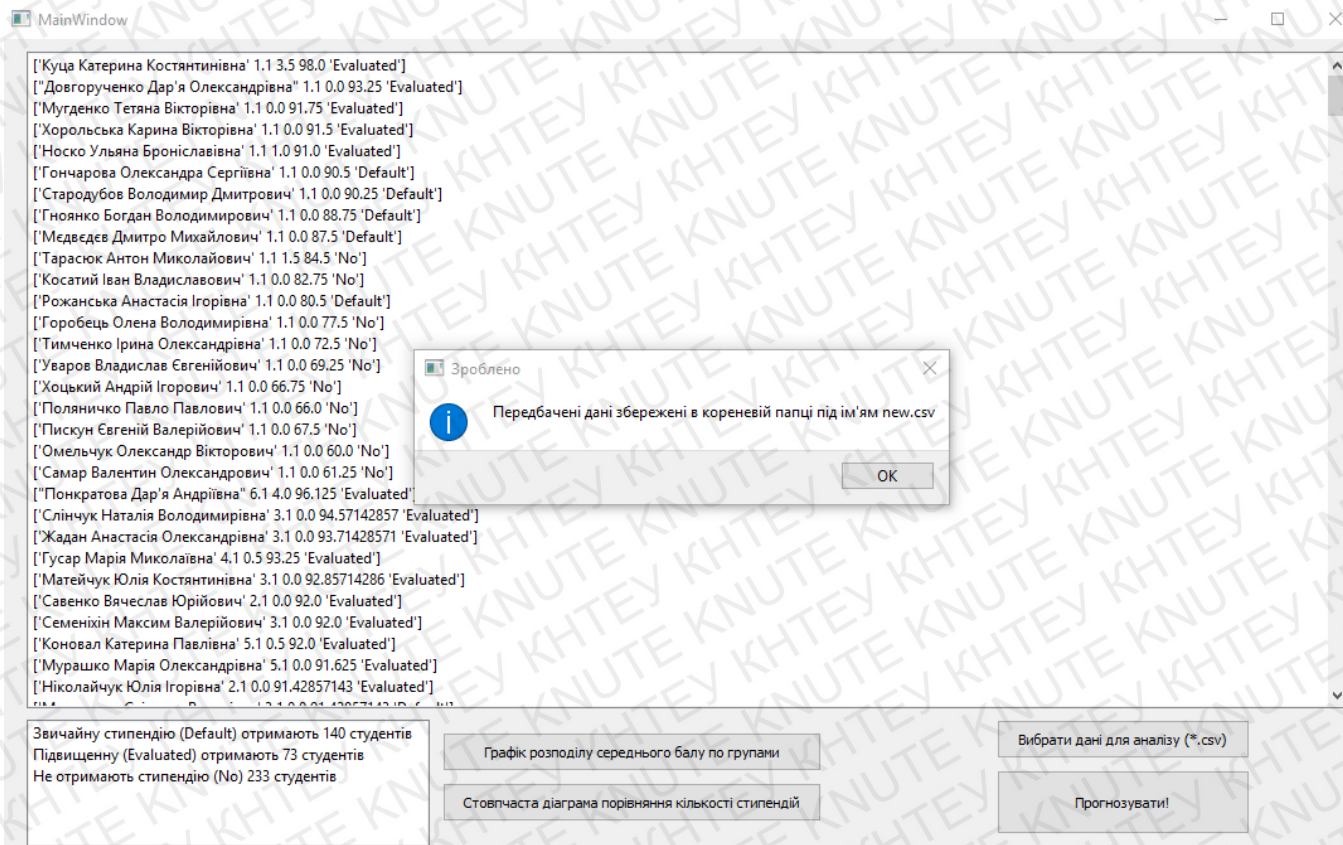 MainWindow
['Куца Катерина Костянтинівна' 1.1 3.5 98.0 'Evaluated']
["Довгорученко Дар'я Олександрівна" 1.1 0.0 93.25 'Evaluated']
['Мугденко Тетяна Вікторівна' 1.1 0.0 91.75 'Evaluated']
['Хорольська Карина Вікторівна' 1.1 0.0 91.5 'Evaluated']
['Носко Ульяна Броніславівна' 1.1 1.0 91.0 'Evaluated']
['Гончарова Олександра Сергіївна' 1.1 0.0 90.5 'Default']
['Стародубов Володимир Дмитрович' 1.1 0.0 90.25 'Default']
['Гноянко Богдан Володимирович' 1.1 0.0 88.75 'Default']
['Мєдвєдєв Дмитро Михайлович' 1.1 0.0 87.5 'Default']
['Тарасюк Антон Миколайович' 1.1 1.5 84.5 'No']
['Косатий Іван Владиславович' 1.1 0.0 82.75 'No']
['Рожанська Анастасія Ігорівна' 1.1 0.0 80.5 'Default']
['Горобець Олена Володимирівна' 1.1 0.0 77.5 'No']
['Тимченко Ірина Олександрівна' 1.1 0.0 72.5 'No']
['Уваров Владислав Євгенійович' 1.1 0.0 69.25 'No']
['Хоцький Андрій Ігорович' 1.1 0.0 66.75 'No']
['Поляничко Павло Павлович' 1.1 0.0 66.0 'No']
['Пискун Євгеній Валерійович' 1.1 0.0 67.5 'No']
['Омельчук Олександр Вікторович' 1.1 0.0 60.0 'No']
['Самар Валентин Олександрович' 1.1 0.0 61.25 'No']
["Понкратова Дар'я Андріївна" 6.1 4.0 96.125 'Evaluated'
['Слінчук Наталія Володимирівна' 3.1 0.0 94.57142857 'Evaluated']
['Жадан Анастасія Олександрівна' 3.1 0.0 93.71428571 'Evaluated']
['Гусар Марія Миколаївна' 4.1 0.5 93.25 'Evaluated']
['Матейчук Юлія Костянтинівна' 3.1 0.0 92.85714286 'Evaluated']
['Савенко Вячеслав Юрійович' 2.1 0.0 92.0 'Evaluated']
['Семеніхін Максим Валерійович' 3.1 0.0 92.0 'Evaluated']
['Коновал Катерина Павлівна' 5.1 0.5 92.0 'Evaluated']
['Мурашко Марія Олександрівна' 5.1 0.0 91.625 'Evaluated']
['Ніколайчук Юлія Ігорівна' 2.1 0.0 91.42857143 'Evaluated']
Зроблено
Передбачені дані збережені в кореневій папці під ім'ям new.csv
OK
Звичайну стипендію (Default) отримають 140 студентів
Підвищенну (Evaluated) отримають 73 студентів
Не отримають стипендію (No) 233 студентів
Графік розподілу середнього балу по групами
Стовпчаста діаграма порівняння кількості стипендій
Вибрати дані для аналізу (*.csv)
Прогнозувати!